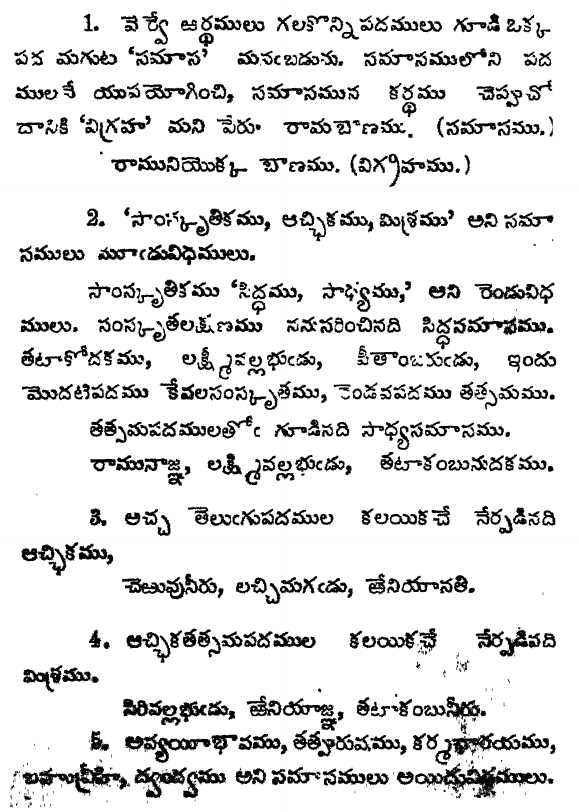 1. వేర్వే ఱర్థములు గలకొన్నిపదములు గూడి ఒక్క
పద మగుట 'సమాస' మనఁబడును. సమాసములోని పద
ములనే యుపయోగించి, సమాసమున కర్థము చెప్పుచో
దానికి 'విగ్రహ' మని పేరు రామబాణము. (సమాసము.)
రామునియొక్క బాణము. (విగ్రహము.)
2. 'సాంస్కృతికము, ఆచ్ఛికము, మిశ్రము' అని సమా
సములు మూఁడువిధములు.
సాంస్కృతికము 'సిద్ధము, సాధ్యము,' అని రెండువిధ
ములు. సంస్కృతలక్షణము ననుసరించినది సిద్ధసమాసము.
తటాకోదకము, లక్ష్మీవల్లభుఁడు, పీతాంబరుఁడు, ఇందు
మొదటిపదము కేవలసంస్కృతము, రెండవపదము తత్సమము.
తత్సమపదములతోఁ గూడినది సాధ్యసమాసము.
రామునాజ్ఞ, లక్ష్మివల్లభుఁడు, తటాకంబునుదకము.
3. అచ్చ తెలుఁగుపదముల కలయికచే నేర్పడినది
ఆచ్ఛికము,
చెఱువునీరు, లచ్చిమగఁడు, ఱేనియానతి.
4. ఆచ్ఛికతత్సమపదముల కలయికచే నేర్పడినది
మిశ్రము.
సిరివల్లభుఁడు, ఱేనియాజ్ఞ, తటాకంబునీరు.
5. అవ్యయీభావము, తత్పురుషము, కర్మధారయము,
బహువ్రీహి, ద్వంద్వము అని సమాసములు అయిదువిధములు.